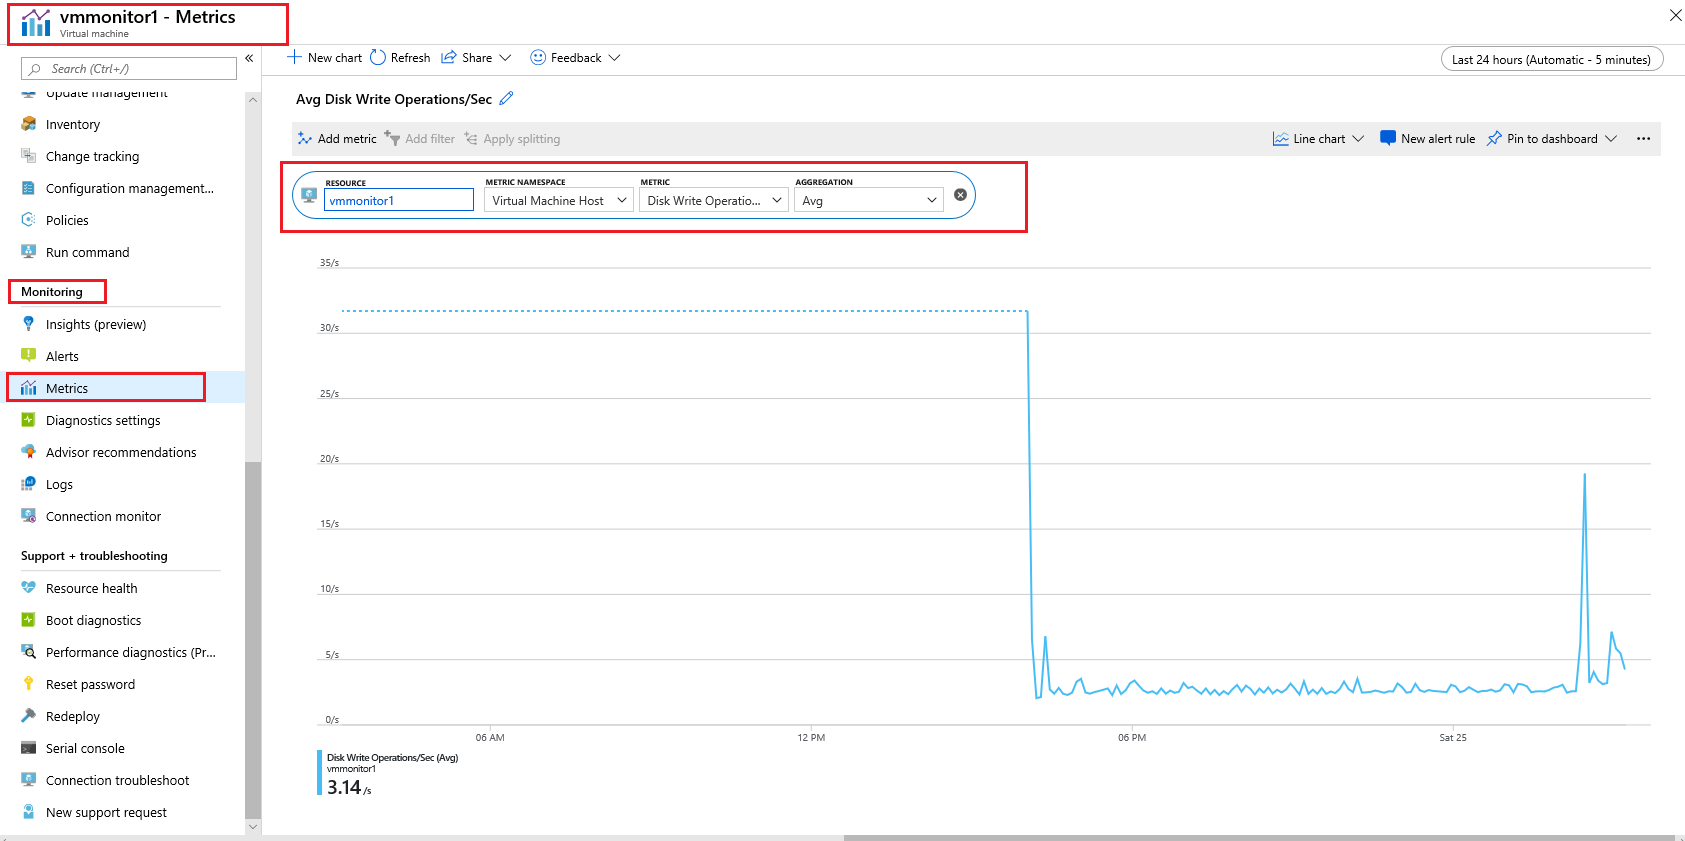 vmmonitor1 - Metrics
Virtual machine
Search (Ctrl+/)
«
Update management
Inventory
Change tracking
Configuration management...
Policies
Run command
Monitoring
Insights (preview)
Alerts
Metrics
Diagnostics settings
Advisor recommendations
Logs
Connection monitor
Support + troubleshooting
Resource health
Boot diagnostics
Performance diagnostics (Pr...
Reset password
Redeploy
Serial console
Connection troubleshoot
New support request
New chart Refresh Share Feedback
Last 24 hours (Automatic - 5 minutes)
Avg Disk Write Operations/Sec
Add metric Add filter Apply splitting
Line chart New alert rule Pin to dashboard ...
RESOURCE METRIC NAMESPACE METRIC AGGREGATION
vmmonitor1 Virtual Machine Host Disk Write Operatio... Avg
35/s
30/s
25/s
20/s
15/s
10/s
5/s
0/s
06 AM 12 PM 06 PM Sat 25
Disk Write Operations/Sec (Avg)
vmmonitor1
3.14 /s